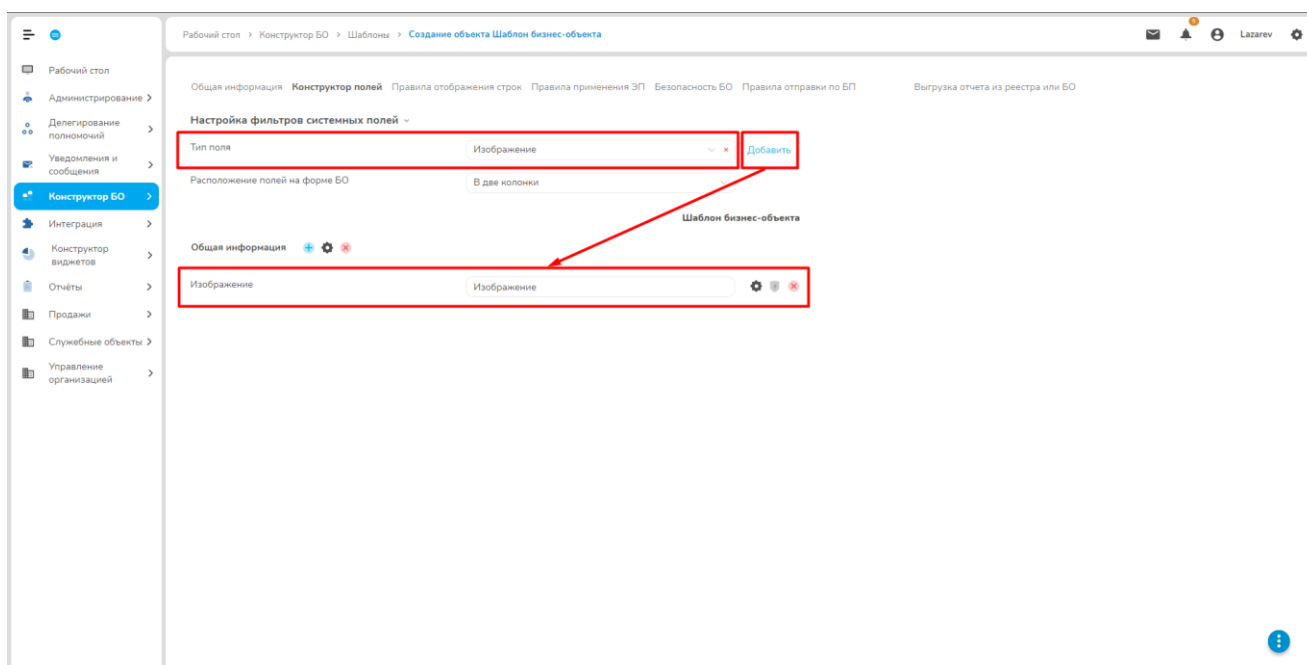 Рабочий стол > Конструктор БО > Шаблоны > Создание объекта Шаблон бизнес-объекта
5
Lazarev
Рабочий стол
Администрирование
Делегирование
полномочий
Уведомления и
сообщения
Конструктор БО
Интеграция
Конструктор
виджетов
Отчёты
Продажи
Служебные объекты
Управление
организацией
Общая информация Конструктор полей Правила отображения строк Правила применения ЭП Безопасность БО Правила отправки по БП Выгрузка отчета из реестра или БО
Настройка фильтров системных полей
Тип поля Изображение Добавить
Расположение полей на форме БО В две колонки
Шаблон бизнес-объекта
Общая информация
Изображение Изображение